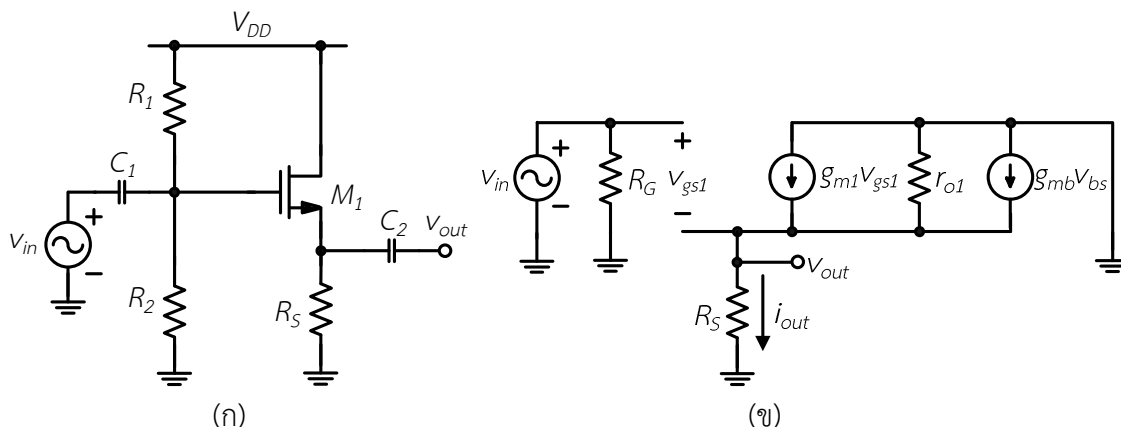 V_DD
R_1
C_1
v_in
+
−
M_1
C_2
v_out
R_2
R_S
(ก)
v_in
+
−
R_G
+
v_gs1
−
g_m1v_gs1
r_o1
g_mbv_bs
v_out
R_S
i_out
(ข)